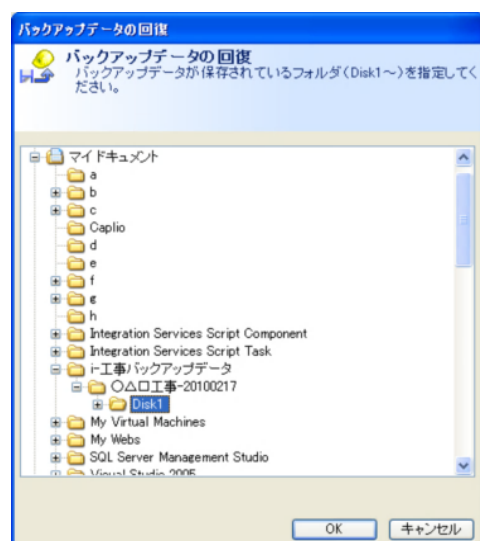 バックアップデータの回復
バックアップデータの回復
バックアップデータが保存されているフォルダ(Disk1～)を指定してく
ださい。
マイ ドキュメント
a
b
c
Caplio
d
e
f
g
h
Integration Services Script Component
Integration Services Script Task
i-工事バックアップデータ
○△□工事-20100217
Disk1
My Virtual Machines
My Webs
SQL Server Management Studio
Visual Studio 2005
OK
キャンセル